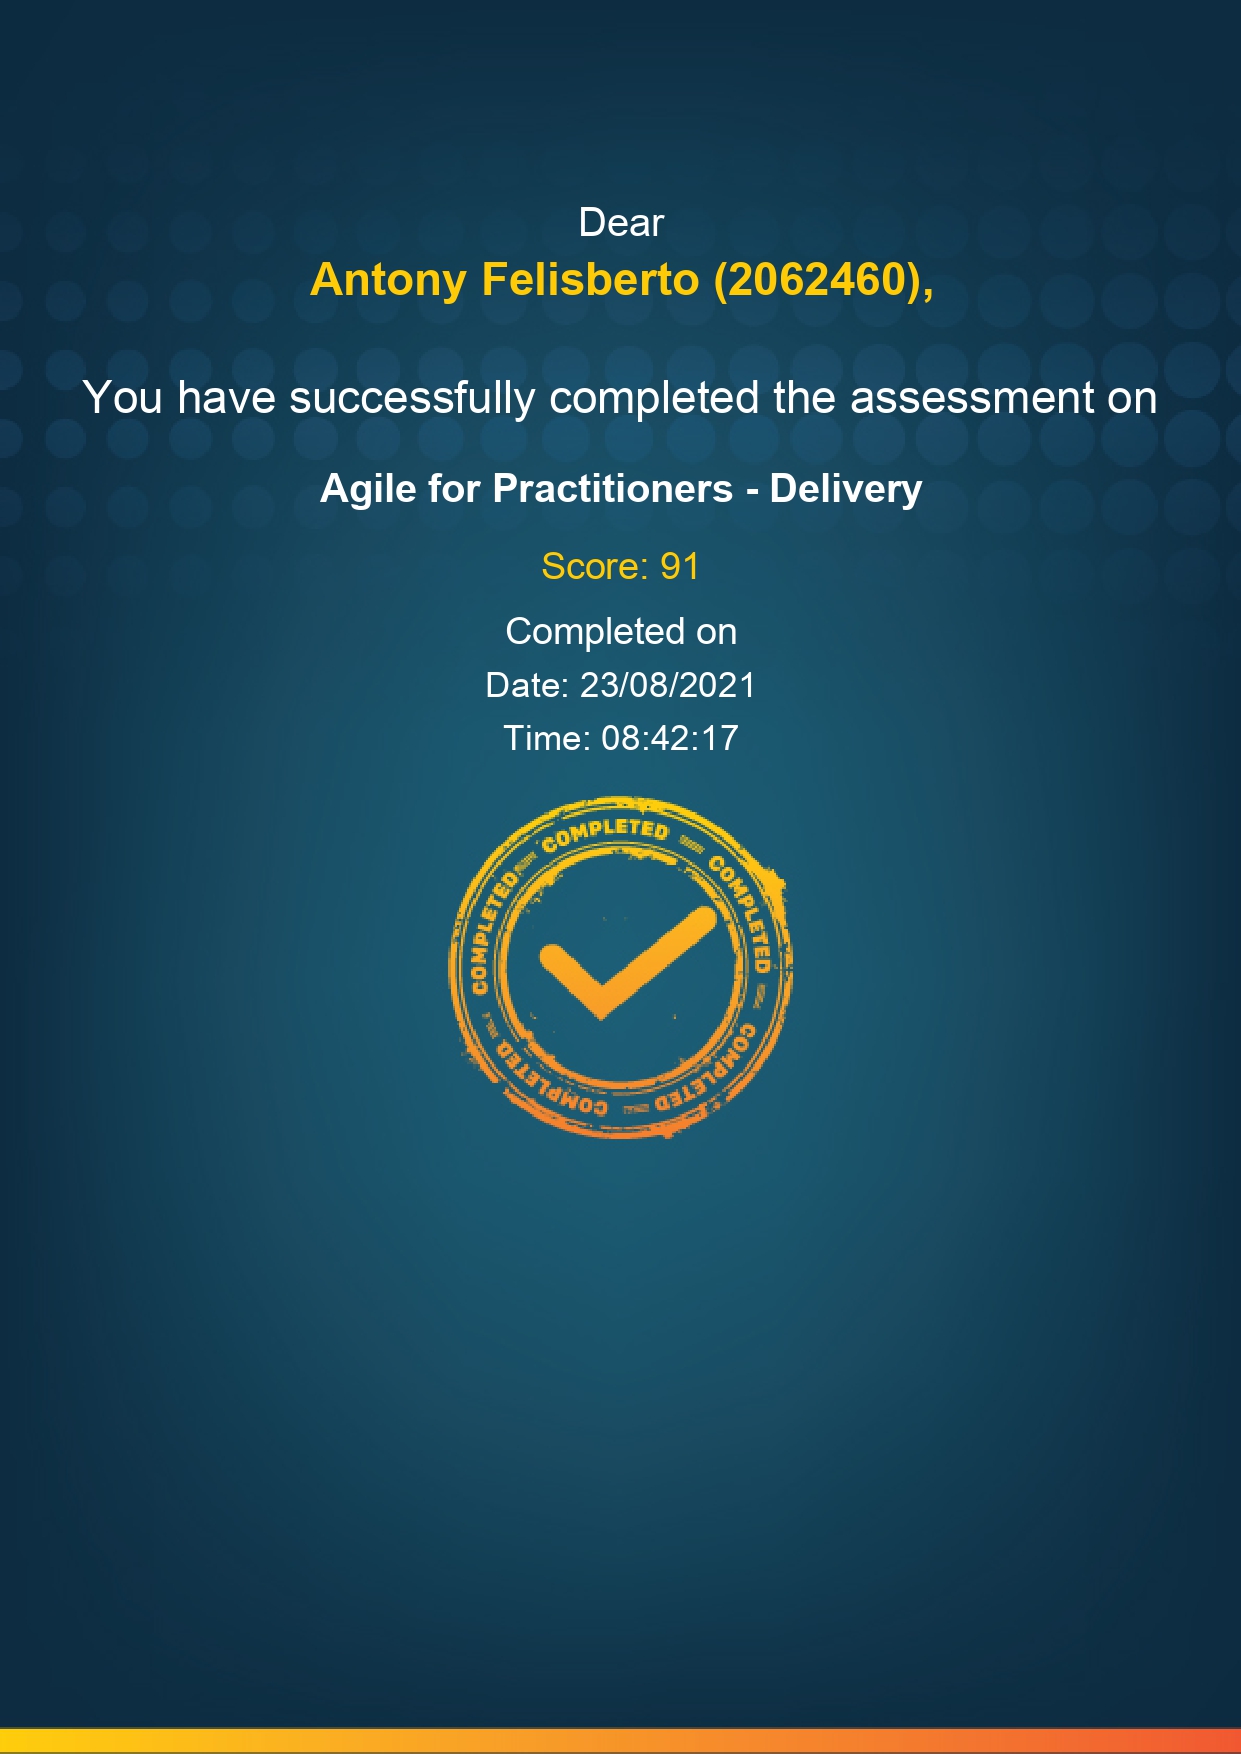 Dear
Antony Felisberto (2062460),
You have successfully completed the assessment on
Agile for Practitioners - Delivery
Score: 91
Completed on
Date: 23/08/2021
Time: 08:42:17
COMPLETED
COMPLETED
COMPLETED
COMPLETED
COMPLETED
COMPLETED